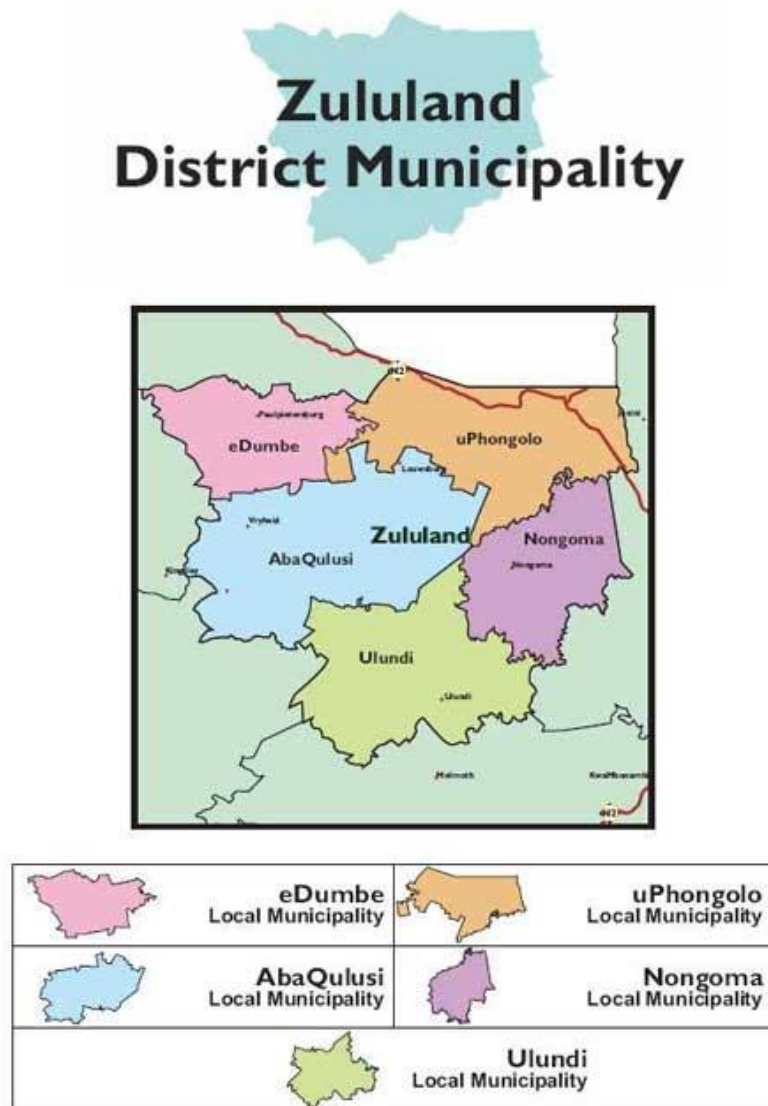 Zululand
District Municipality
N2
Paulpietersburg
eDumbe
uPhongolo
Louwsburg
Vryheid
Zululand
AbaQulusi
Nongoma
Nongoma
Ulundi
Ulundi
Melmoth
N2
eDumbe
Local Municipality
uPhongolo
Local Municipality
AbaQulusi
Local Municipality
Nongoma
Local Municipality
Ulundi
Local Municipality